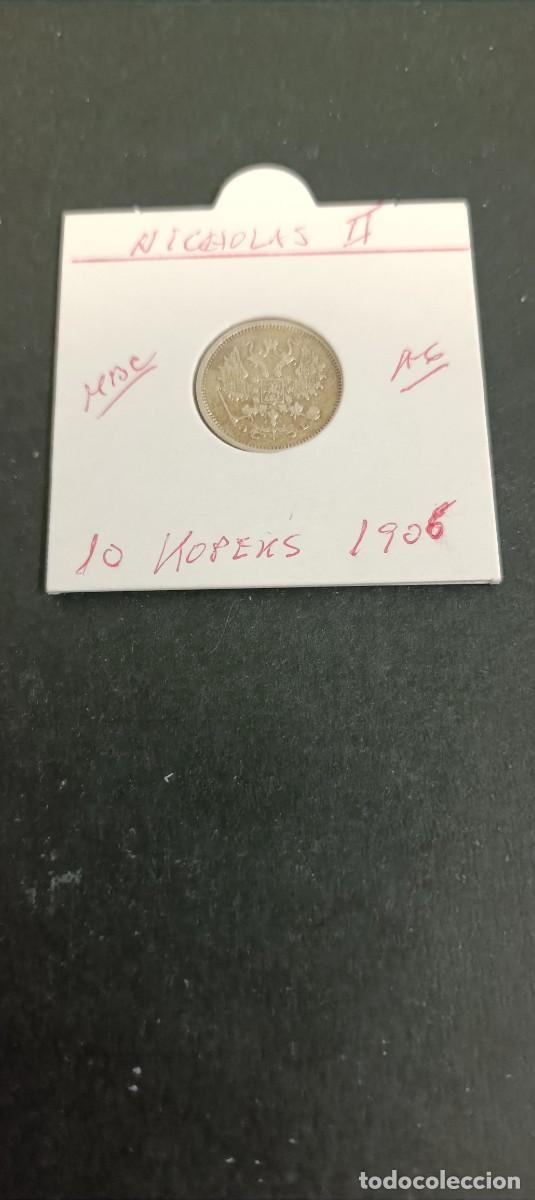 NICHOLAS II
MBC AG
10 KOPEKS 1906
todocoleccion